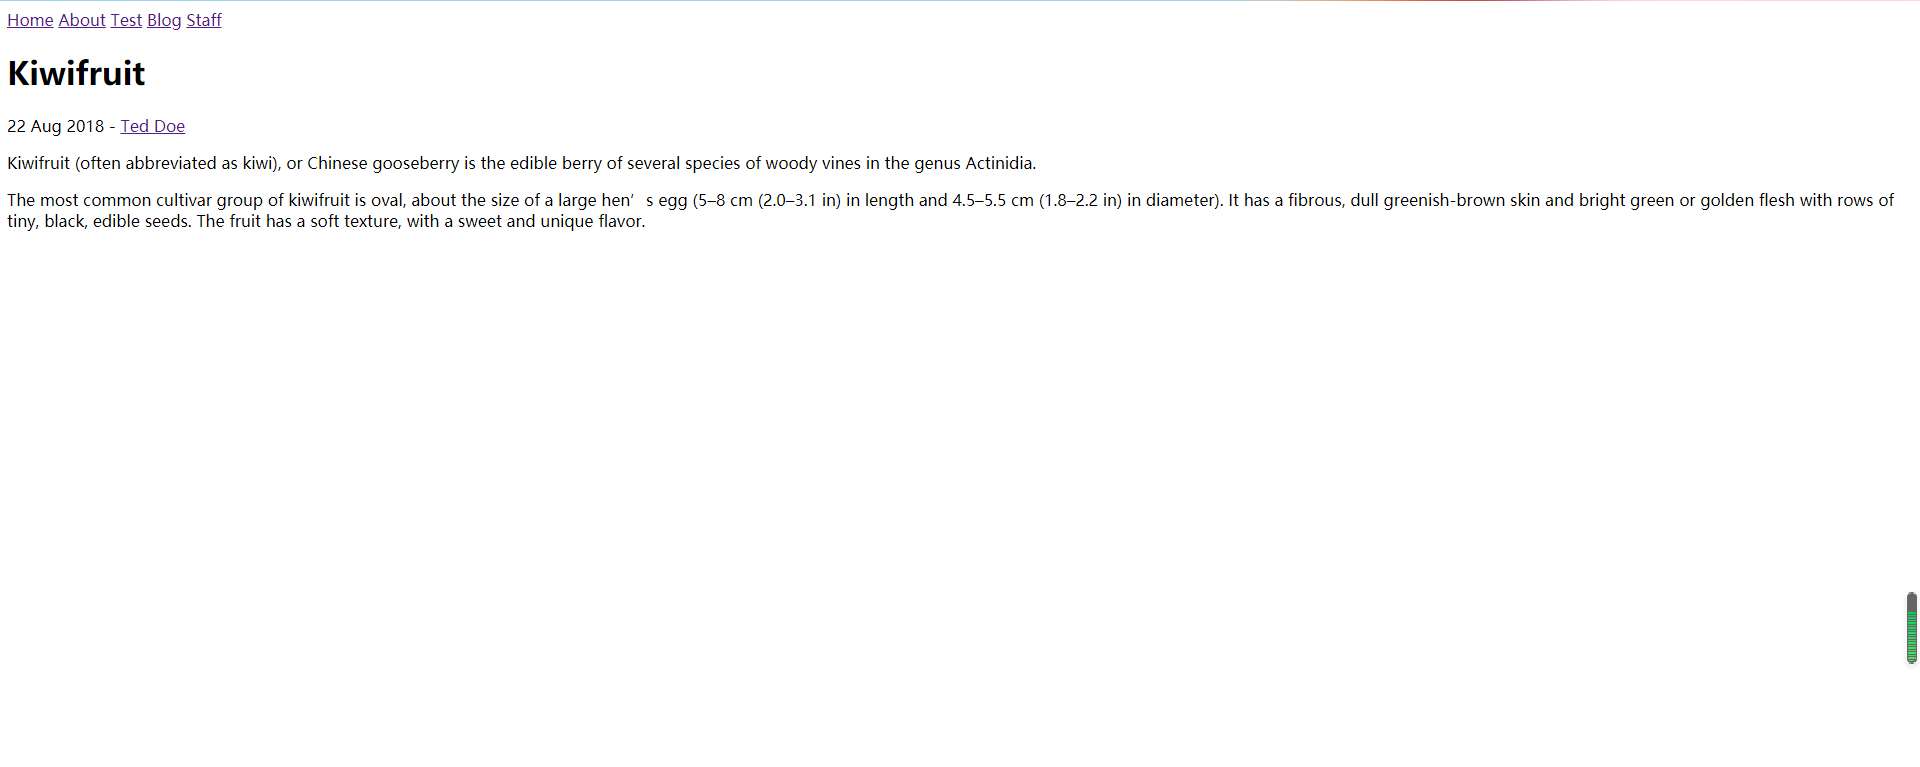 Home About Test Blog Staff
Kiwifruit
22 Aug 2018 - Ted Doe
Kiwifruit (often abbreviated as kiwi), or Chinese gooseberry is the edible berry of several species of woody vines in the genus Actinidia.
The most common cultivar group of kiwifruit is oval, about the size of a large hen’s egg (5–8 cm (2.0–3.1 in) in length and 4.5–5.5 cm (1.8–2.2 in) in diameter). It has a fibrous, dull greenish-brown skin and bright green or golden flesh with rows of
tiny, black, edible seeds. The fruit has a soft texture, with a sweet and unique flavor.